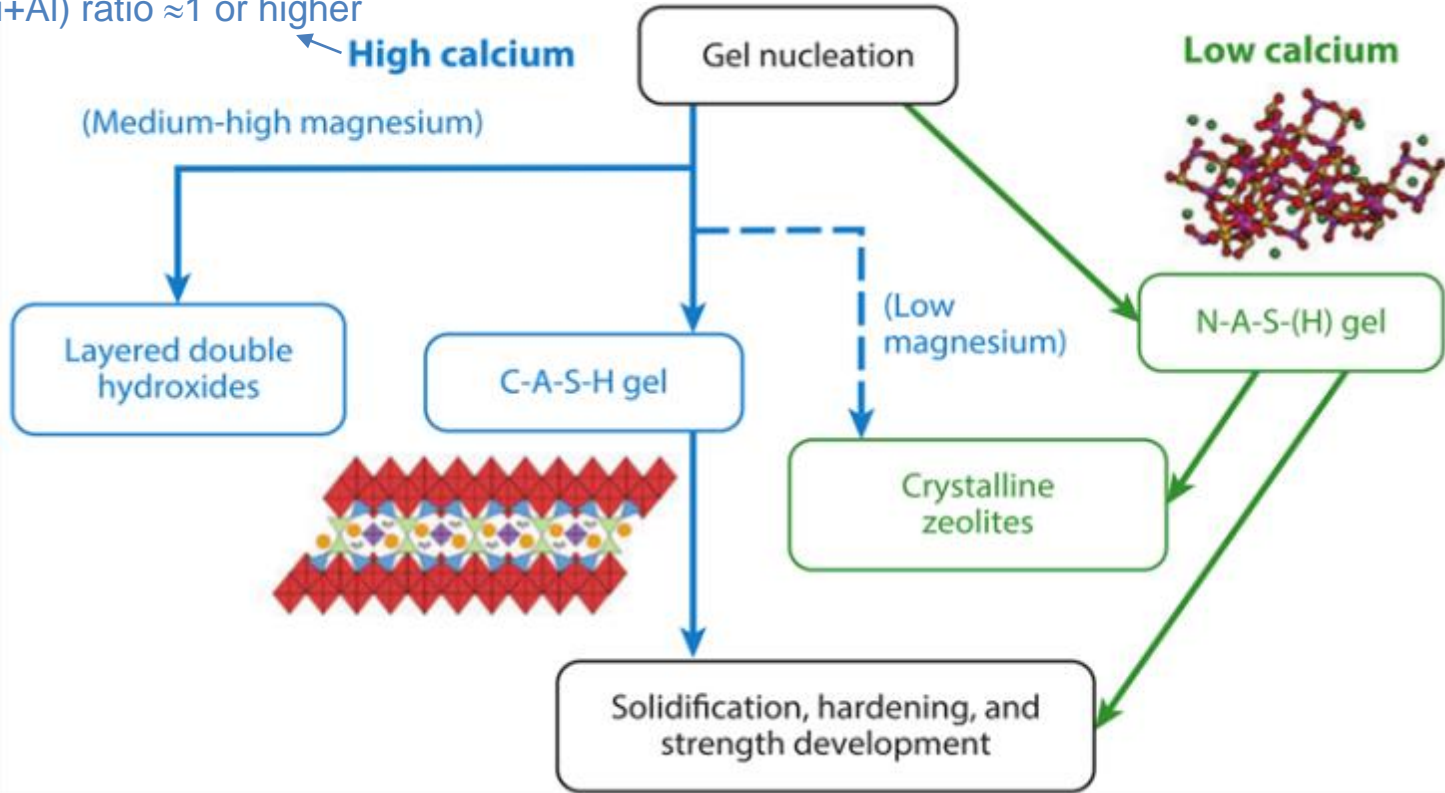 +Al) ratio ≈1 or higher
High calcium
Gel nucleation
Low calcium
(Medium-high magnesium)
Layered double
hydroxides
C-A-S-H gel
(Low
magnesium)
N-A-S-(H) gel
Crystalline
zeolites
Solidification, hardening, and
strength development